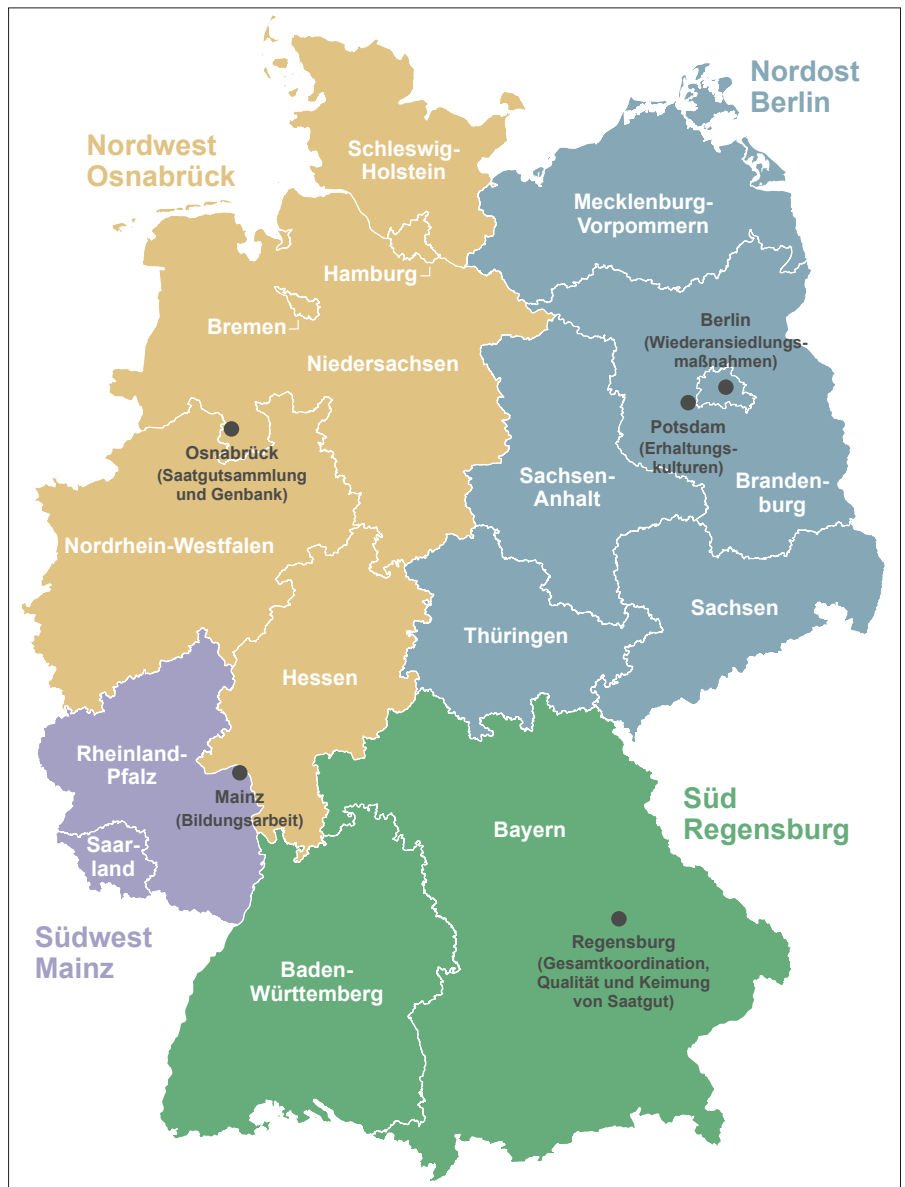 Nordost
Berlin
Nordwest
Osnabrück
Schleswig-
Holstein
Mecklenburg-
Vorpommern
Hamburg
Bremen
Niedersachsen
Berlin
(Wiederansiedlungs-
maßnahmen)
Potsdam
(Erhaltungs-
kulturen)
Osnabrück
(Saatgutsammlung
und Genbank)
Sachsen-
Anhalt
Branden-
burg
Nordrhein-Westfalen
Sachsen
Thüringen
Hessen
Rheinland-
Pfalz
Mainz
(Bildungsarbeit)
Süd
Regensburg
Bayern
Saar-
land
Südwest
Mainz
Regensburg
(Gesamtkoordination,
Qualität und Keimung
von Saatgut)
Baden-
Württemberg